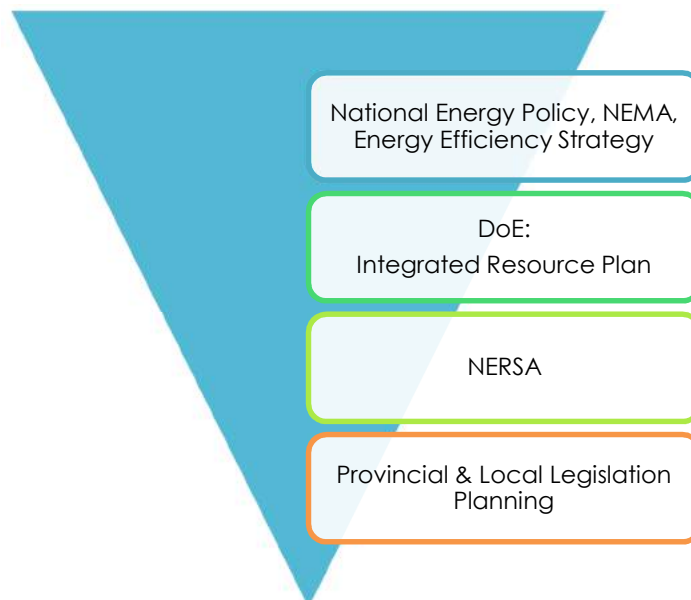 National Energy Policy, NEMA,
Energy Efficiency Strategy
DoE:
Integrated Resource Plan
NERSA
Provincial & Local Legislation
Planning